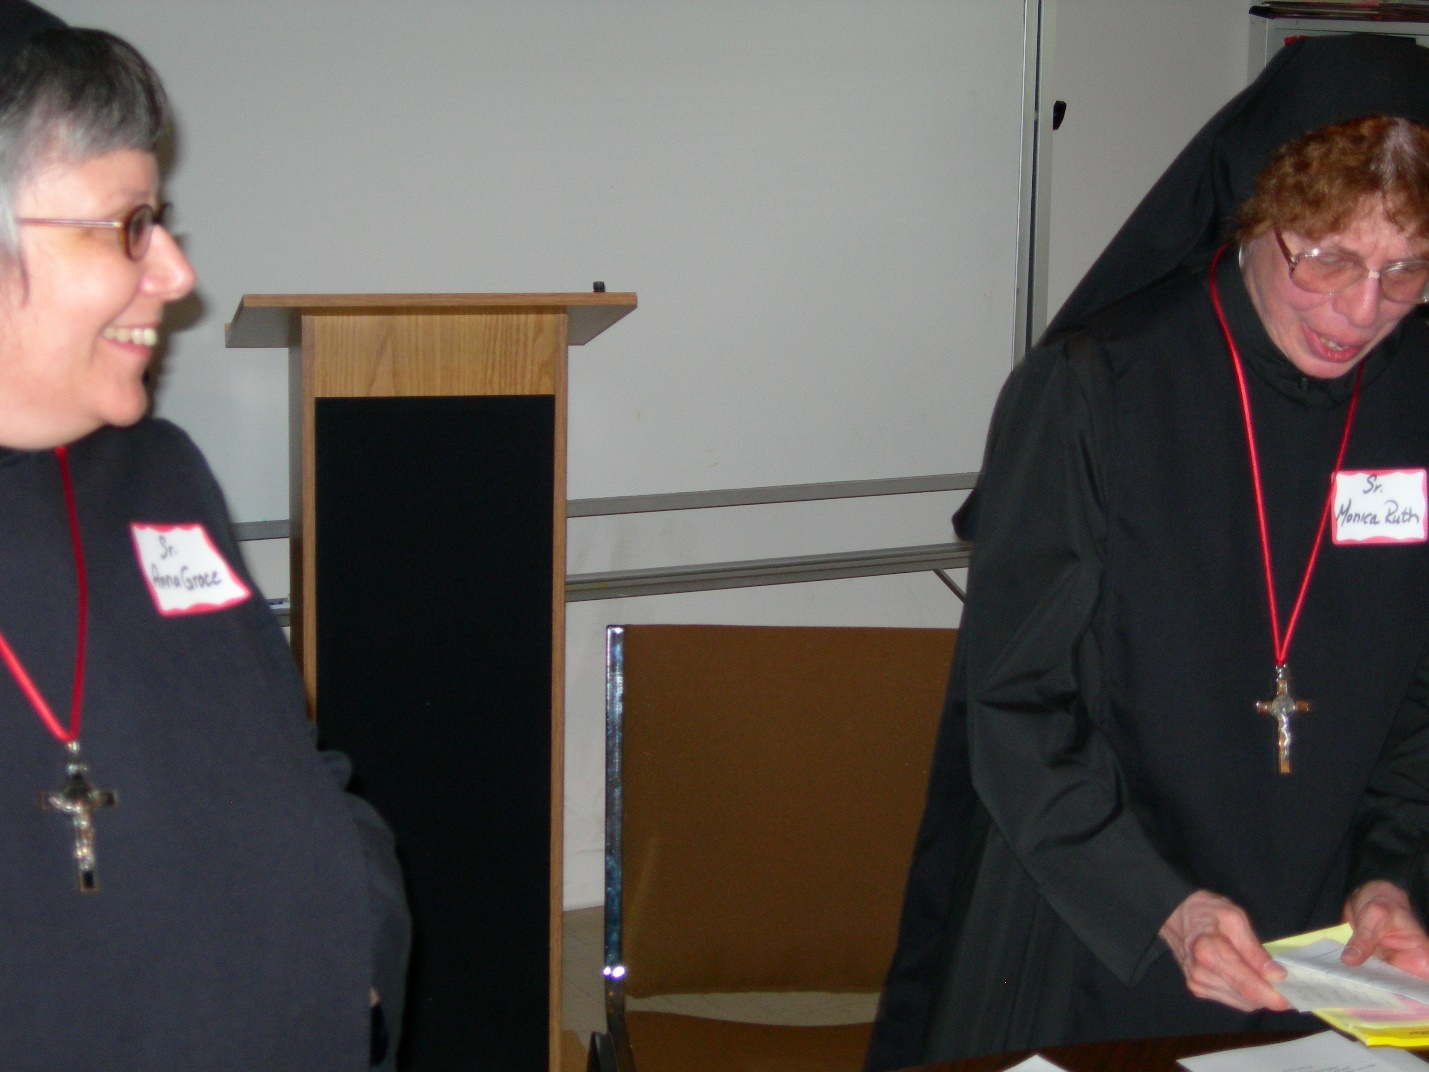 Sr.
Anna Grace
Sr.
Monica Ruth